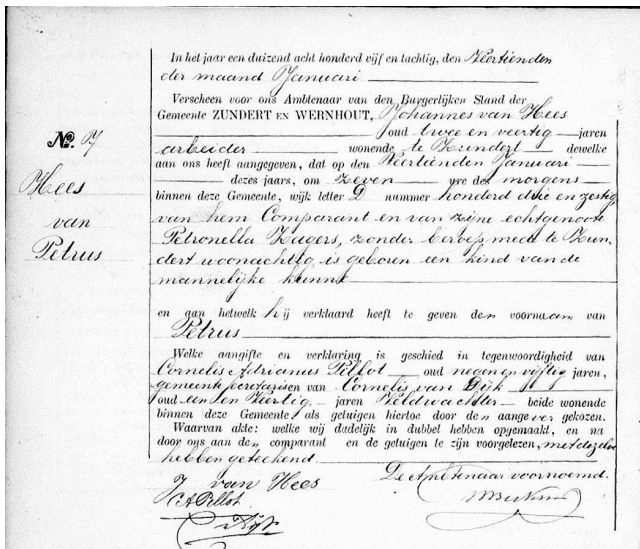 In het jaar een duizend acht honderd vijf en tachtig, den Veertienden
der maand Januari
Verscheen voor ons Ambtenaar van den Burgerlijken Stand der
Gemeente ZUNDERT EN WERNHOUT, Johannes van Hees
oud twee en veertig jaren
arbeider wonende te Zundert dewelke
aan ons heeft aangegeven, dat op den Veertienden Januari
dezes jaars, om zeven ure des morgens
binnen deze Gemeente, wijk letter D nummer honderd drie en zestig
van hem Comparant en van zijne echtgenoote
Petronella Zagers, zonder beroep, mede te Zun-
dert woonachtig, is geboren een kind van de
mannelijke kunne
en aan hetwelk hij verklaard heeft te geven den voornaam van
Petrus
Welke aangifte en verklaring is geschied in tegenwoordigheid van
Cornelis Adrianus Pillot oud negen en vijftig jaren,
gemeente secretaris en van Cornelis van Dijk
oud een en veertig jaren Veldwachter beide wonende
binnen deze Gemeente, als getuigen hiertoe door den aangever gekozen.
Waarvan akte: welke wij dadelijk in dubbel hebben opgemaakt, en na
door ons aan den comparant en de getuigen te zijn voorgelezen, met dezelve
hebben geteekend.
No. 7
Hees
van
Petrus
J van Hees
CA Pillot
C v Dijk
De Ambtenaar voornoemd.